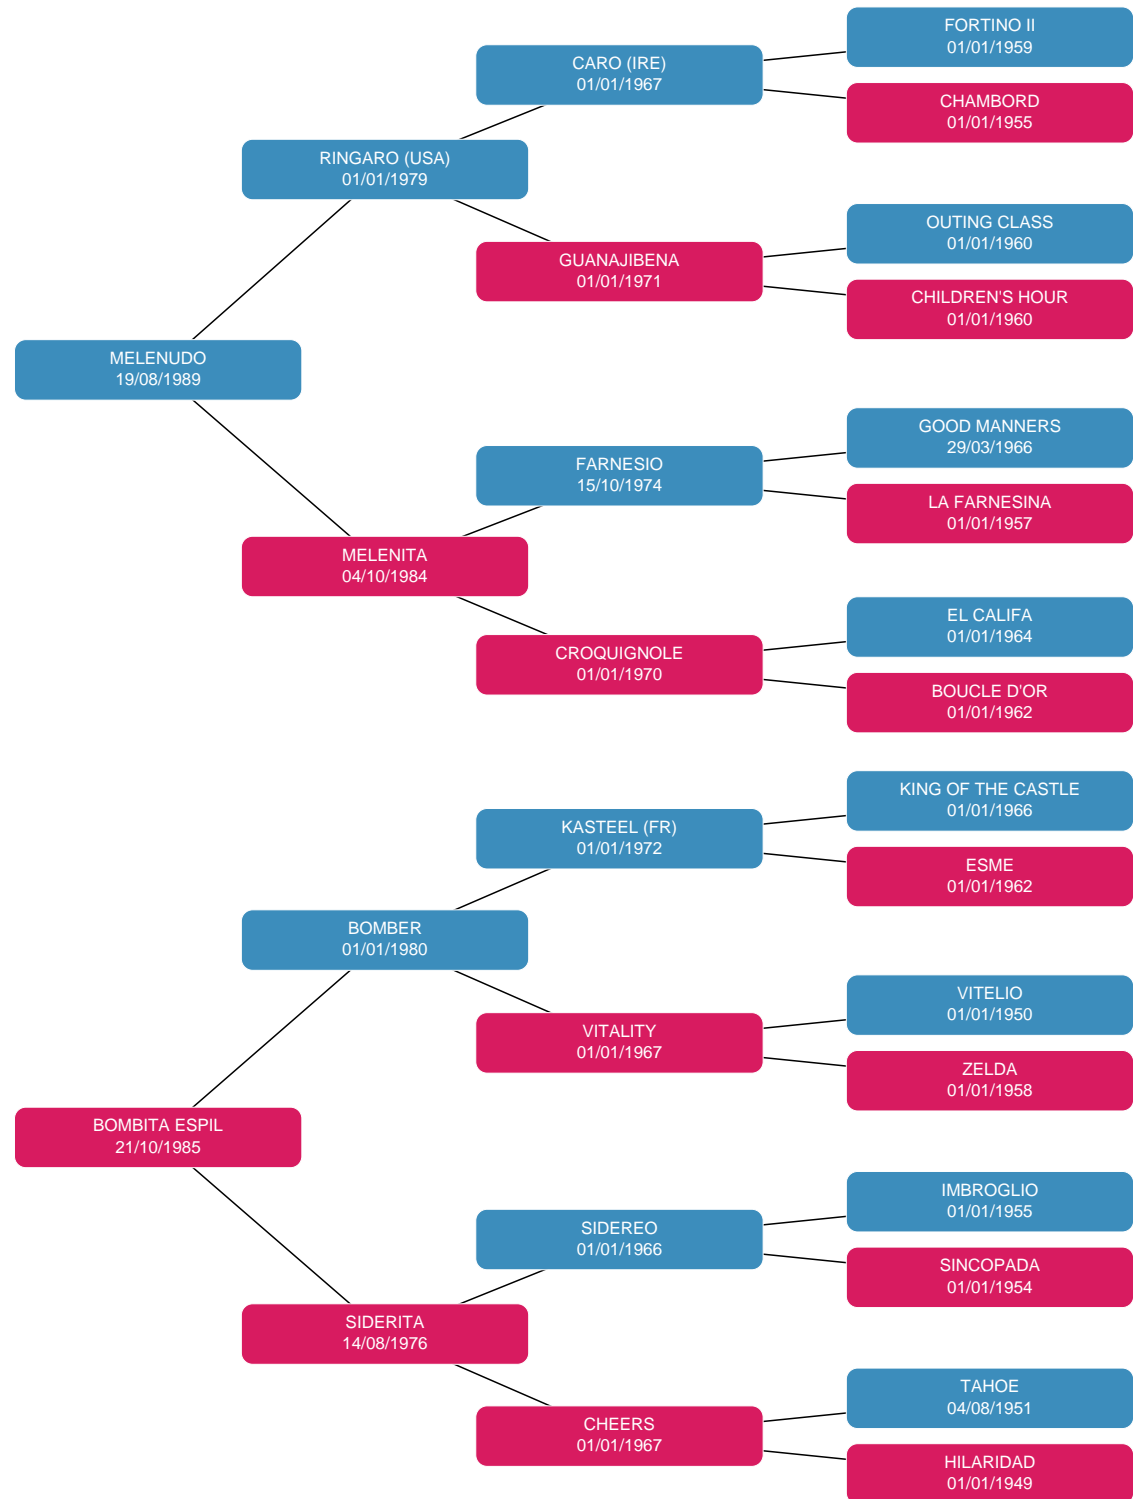 FORTINO II
01/01/1959
CARO (IRE)
01/01/1967
CHAMBORD
01/01/1955
RINGARO (USA)
01/01/1979
OUTING CLASS
01/01/1960
GUANAJIBENA
01/01/1971
CHILDREN'S HOUR
01/01/1960
MELENUDO
19/08/1989
GOOD MANNERS
29/03/1966
FARNESIO
15/10/1974
LA FARNESINA
01/01/1957
MELENITA
04/10/1984
EL CALIFA
01/01/1964
CROQUIGNOLE
01/01/1970
BOUCLE D'OR
01/01/1962
KING OF THE CASTLE
01/01/1966
KASTEEL (FR)
01/01/1972
ESME
01/01/1962
BOMBER
01/01/1980
VITELIO
01/01/1950
VITALITY
01/01/1967
ZELDA
01/01/1958
BOMBITA ESPIL
21/10/1985
IMBROGLIO
01/01/1955
SIDEREO
01/01/1966
SINCOPADA
01/01/1954
SIDERITA
14/08/1976
TAHOE
04/08/1951
CHEERS
01/01/1967
HILARIDAD
01/01/1949